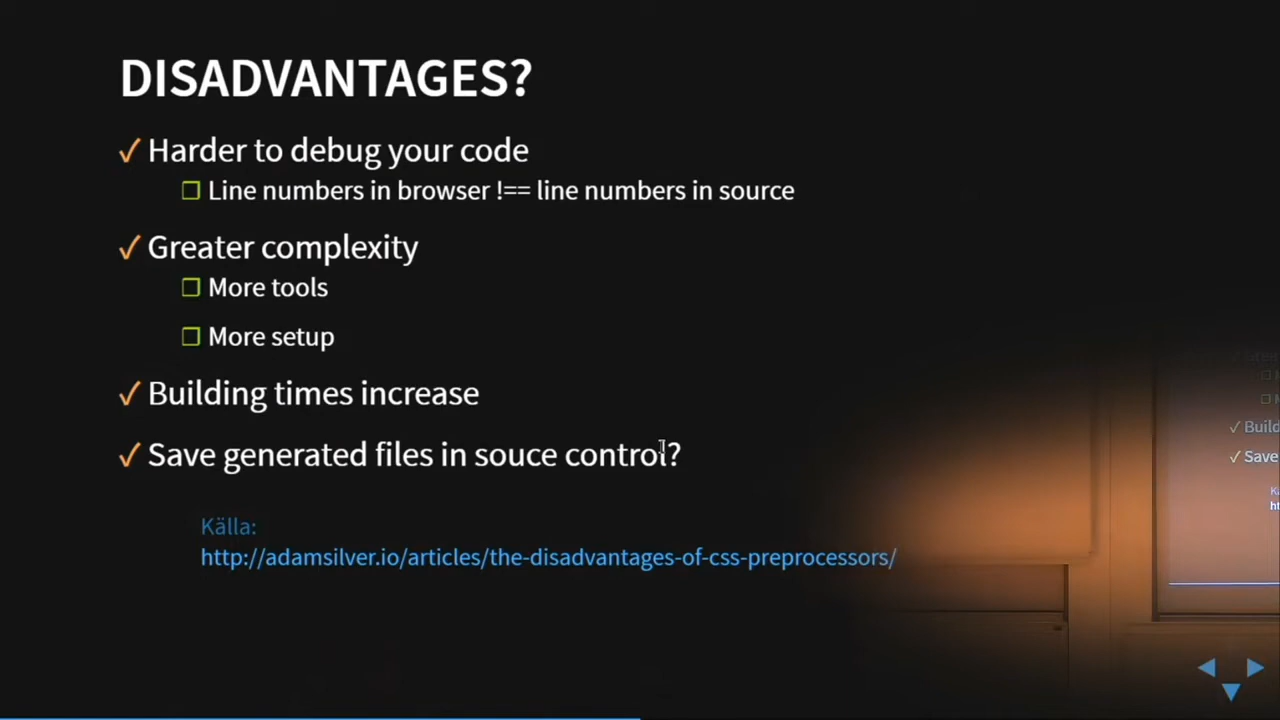 DISADVANTAGES?
✓ Harder to debug your code
❐ Line numbers in browser !== line numbers in source
✓ Greater complexity
❐ More tools
❐ More setup
✓ Building times increase
✓ Save generated files in souce control?
Källa:
http://adamsilver.io/articles/the-disadvantages-of-css-preprocessors/
✓ Build
✓ Save